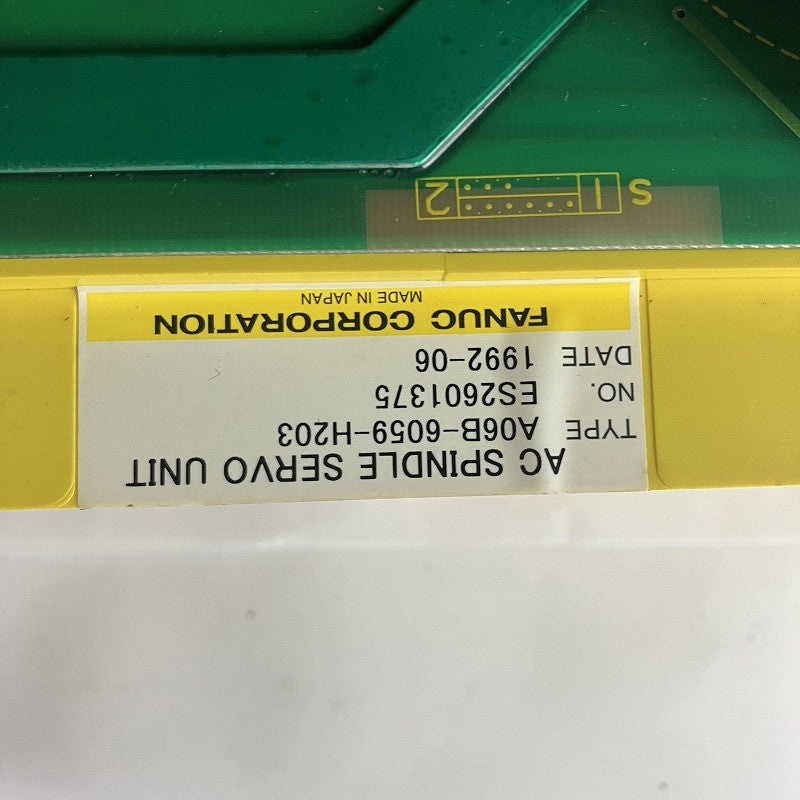 AC SPINDLE SERVO UNIT
TYPE A06B-6059-H203
NO. ES2601375
DATE 1992-06
FANUC CORPORATION
MADE IN JAPAN
S 1 2